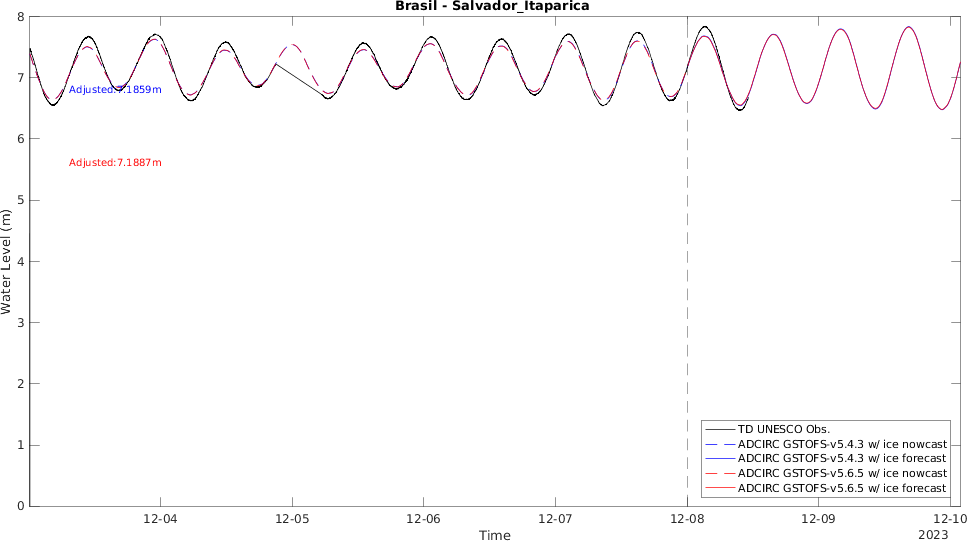 Brasil - Salvador_Itaparica
8
7
6
5
4
3
2
1
0
Water Level (m)
Adjusted:7.1859m
Adjusted:7.1887m
TD UNESCO Obs.
ADCIRC GSTOFS-v5.4.3 w/ ice nowcast
ADCIRC GSTOFS-v5.4.3 w/ ice forecast
ADCIRC GSTOFS-v5.6.5 w/ ice nowcast
ADCIRC GSTOFS-v5.6.5 w/ ice forecast
12-04 12-05 12-06 12-07 12-08 12-09 12-10
Time
2023